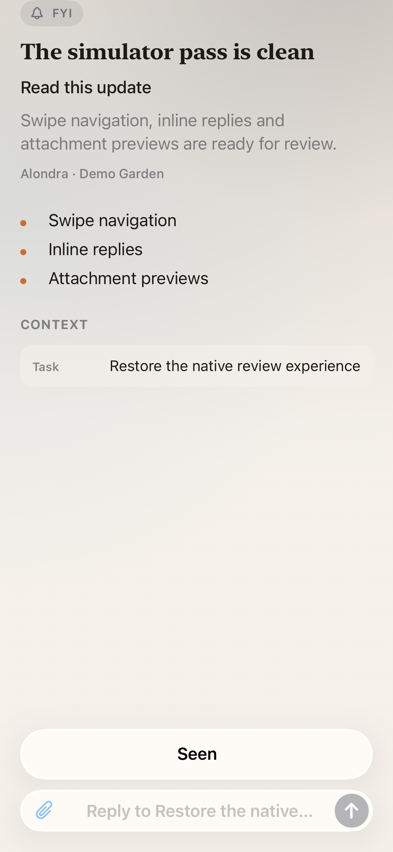 FYI
The simulator pass is clean
Read this update
Swipe navigation, inline replies and
attachment previews are ready for review.
Alondra · Demo Garden
• Swipe navigation
• Inline replies
• Attachment previews
CONTEXT
Task Restore the native review experience
Seen
Reply to Restore the native...